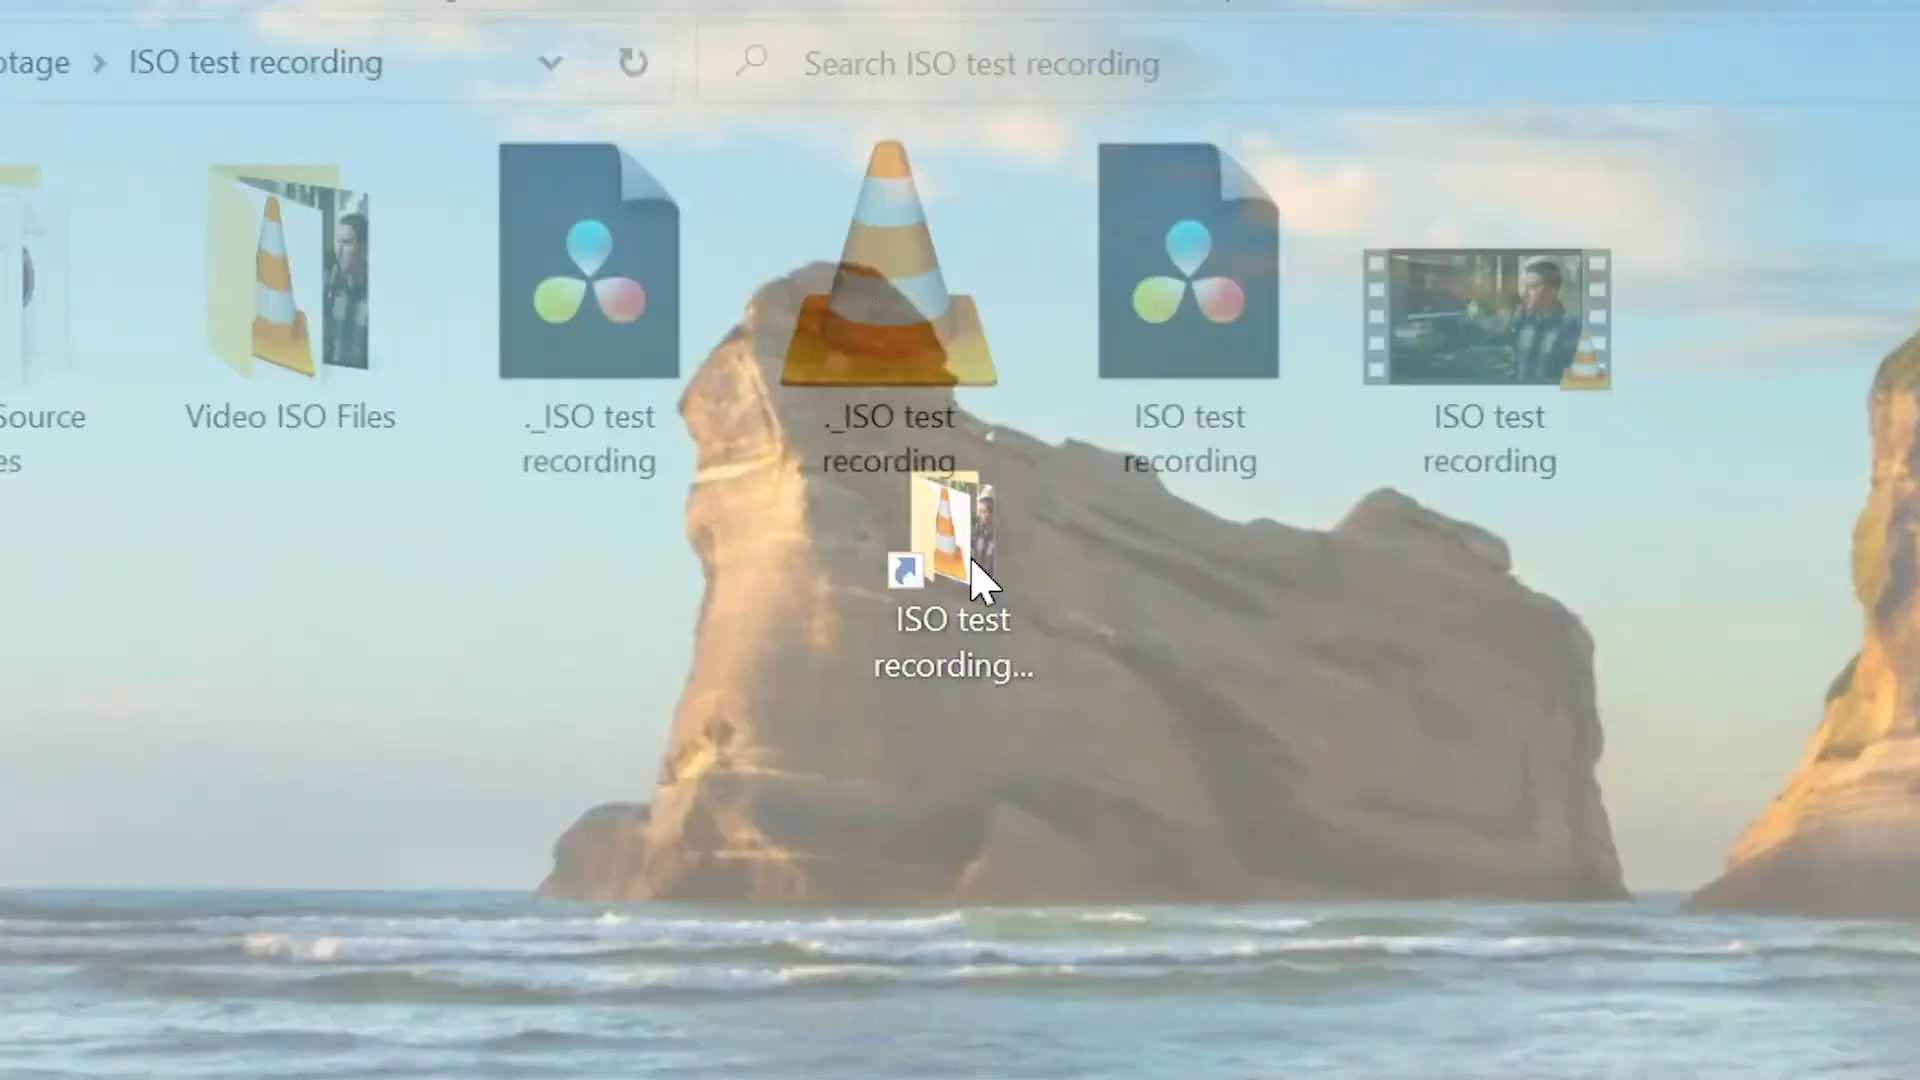 otage > ISO test recording
Search ISO test recording
Source
es
Video ISO Files
._ISO test
recording
._ISO test
recording
ISO test
recording
ISO test
recording
ISO test
recording...